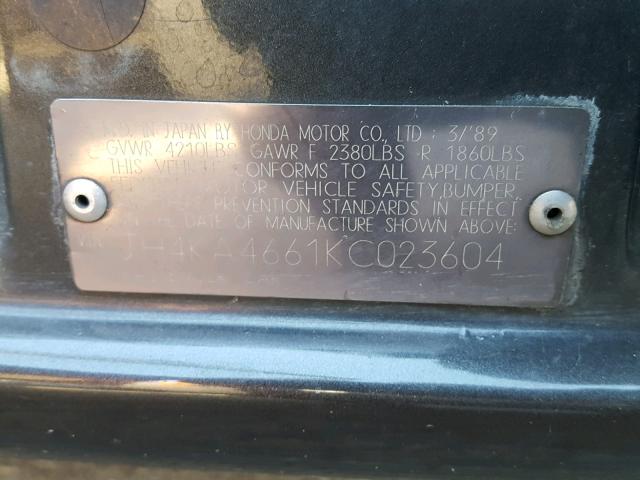 IN JAPAN BY HONDA MOTOR CO., LTD : 3/'89
GVWR 4210LBS GAWR F 2380LBS R 1860LBS
THIS VEHICLE CONFORMS TO ALL APPLICABLE
MOTOR VEHICLE SAFETY,BUMPER,
PREVENTION STANDARDS IN EFFECT
DATE OF MANUFACTURE SHOWN ABOVE:
JH4KA4661KC023604